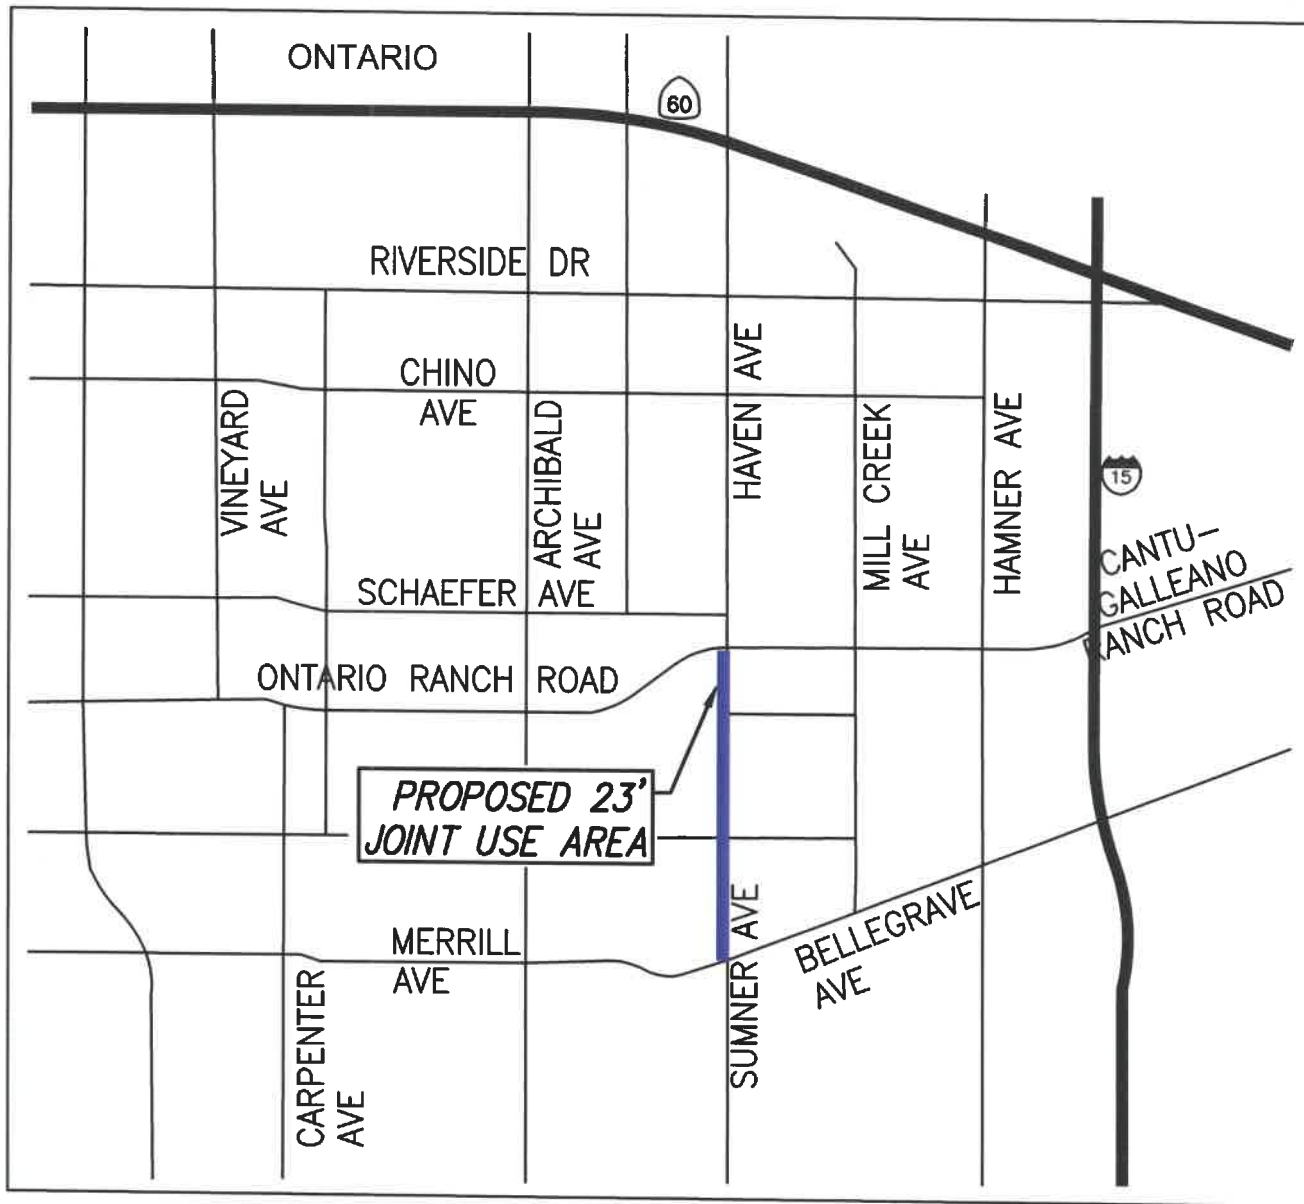 ONTARIO
60
RIVERSIDE DR
CHINO
AVE
VINEYARD
AVE
ARCHIBALD
AVE
HAVEN AVE
MILL CREEK
AVE
HAMNER AVE
15
CANTU-
GALLEANO
RANCH ROAD
SCHAEFER AVE
ONTARIO RANCH ROAD
PROPOSED 23'
JOINT USE AREA
MERRILL
AVE
CARPENTER
AVE
SUMNER AVE
BELLEGRAVE
AVE